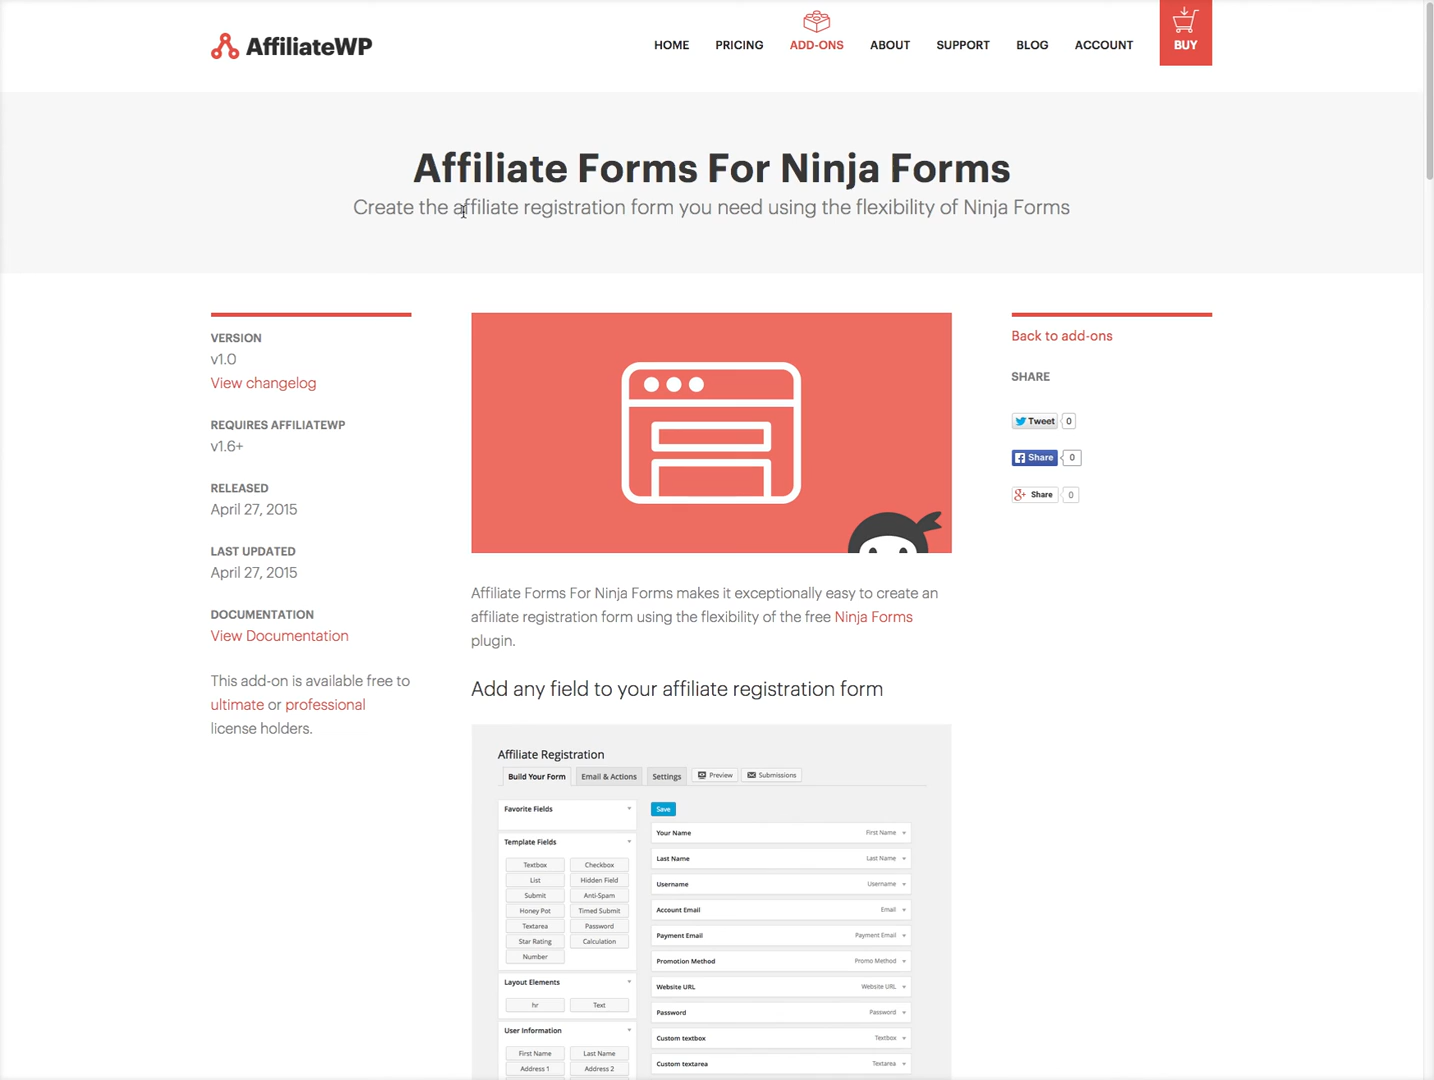 AffiliateWP
HOME
PRICING
ADD-ONS
ABOUT
SUPPORT
BLOG
ACCOUNT
BUY
Affiliate Forms For Ninja Forms
Create the affiliate registration form you need using the flexibility of Ninja Forms
VERSION
v1.0
View changelog
REQUIRES AFFILIATEWP
v1.6+
RELEASED
April 27, 2015
LAST UPDATED
April 27, 2015
DOCUMENTATION
View Documentation
This add-on is available free to
ultimate or professional
license holders.
Affiliate Forms For Ninja Forms makes it exceptionally easy to create an
affiliate registration form using the flexibility of the free Ninja Forms
plugin.
Add any field to your affiliate registration form
Affiliate Registration
Build Your Form
Email & Actions
Settings
Preview
Submissions
Favorite Fields
Template Fields
Textbox
Checkbox
List
Hidden Field
Submit
Anti-Spam
Honey Pot
Timed Submit
Textarea
Password
Star Rating
Calculation
Number
Layout Elements
hr
Text
User Information
First Name
Last Name
Address 1
Address 2
Save
Your Name First Name
Last Name Last Name
Username Username
Account Email Email
Payment Email Payment Email
Promotion Method Promo Method
Website URL Website URL
Password Password
Custom textbox Textbox
Custom textarea Textarea
Back to add-ons
SHARE
Tweet 0
Share 0
Share 0